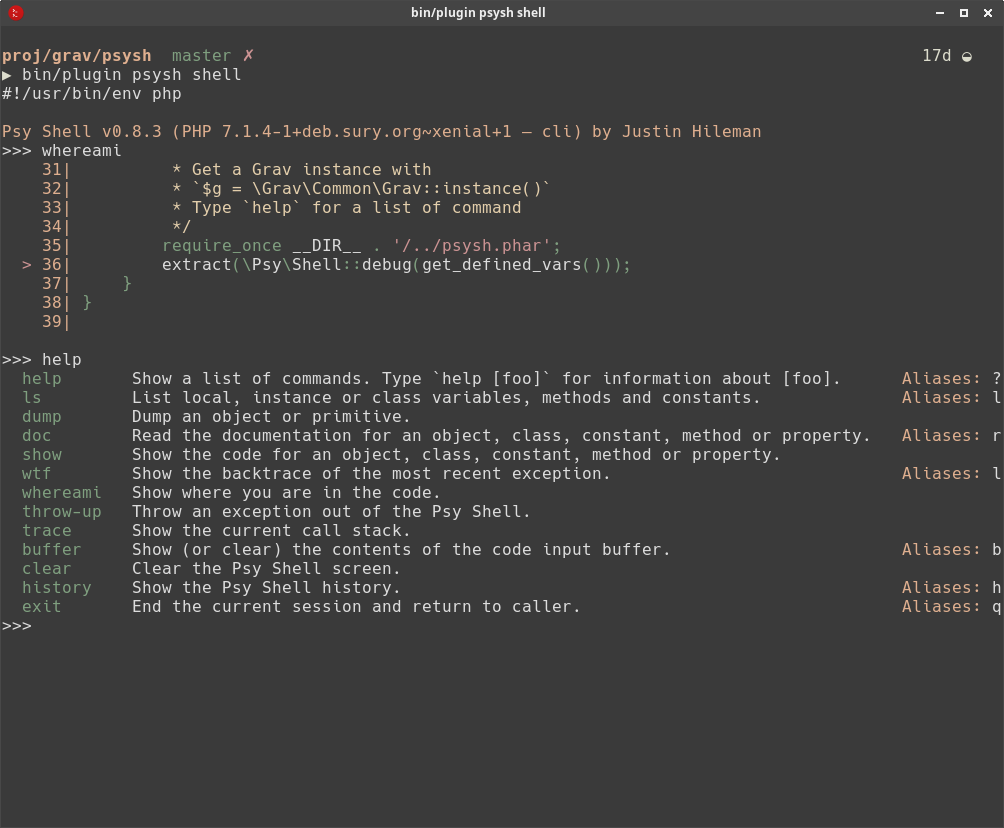 bin/plugin psysh shell
proj/grav/psysh  master ✗ 17d ◒
▶ bin/plugin psysh shell
#!/usr/bin/env php
Psy Shell v0.8.3 (PHP 7.1.4-1+deb.sury.org~xenial+1 — cli) by Justin Hileman
>>> whereami
    31|          * Get a Grav instance with
    32|          * `$g = \Grav\Common\Grav::instance()`
    33|          * Type `help` for a list of command
    34|          */
    35|         require_once __DIR__ . '/../psysh.phar';
  > 36|         extract(\Psy\Shell::debug(get_defined_vars()));
    37|     }
    38| }
    39|
>>> help
  help       Show a list of commands. Type `help [foo]` for information about [foo].      Aliases: ?
  ls         List local, instance or class variables, methods and constants.              Aliases: l
  dump       Dump an object or primitive.
  doc        Read the documentation for an object, class, constant, method or property.   Aliases: r
  show       Show the code for an object, class, constant, method or property.
  wtf        Show the backtrace of the most recent exception.                             Aliases: l
  whereami   Show where you are in the code.
  throw-up   Throw an exception out of the Psy Shell.
  trace      Show the current call stack.
  buffer     Show (or clear) the contents of the code input buffer.                       Aliases: b
  clear      Clear the Psy Shell screen.
  history    Show the Psy Shell history.                                                  Aliases: h
  exit       End the current session and return to caller.                                Aliases: q
>>>